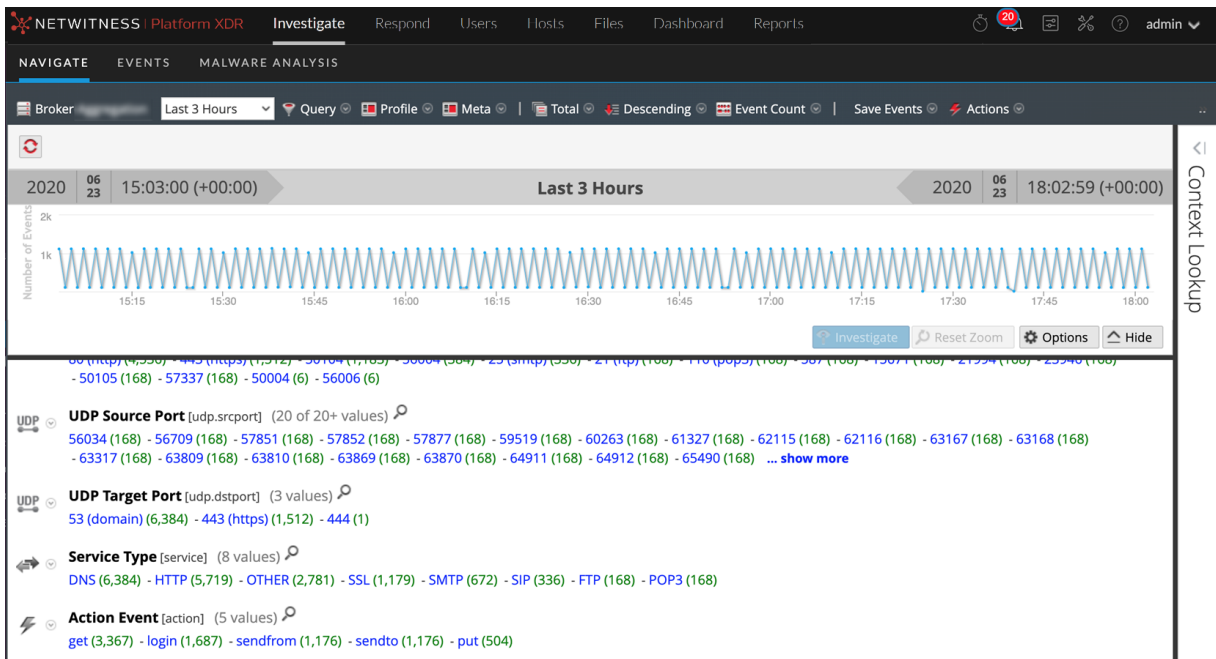 NETWITNESS | Platform XDR Investigate Respond Users Hosts Files Dashboard Reports 20 admin
NAVIGATE EVENTS MALWARE ANALYSIS
Broker Last 3 Hours Query Profile Meta | Total Descending Event Count | Save Events Actions
2020 06 23 15:03:00 (+00:00) Last 3 Hours 2020 06 23 18:02:59 (+00:00)
Context Lookup
Number of Events
2k
1k
15:15 15:30 15:45 16:00 16:15 16:30 16:45 17:00 17:15 17:30 17:45 18:00
Investigate Reset Zoom Options Hide
- 50105 (168) - 57337 (168) - 50004 (6) - 56006 (6)
UDP UDP Source Port [udp.srcport] (20 of 20+ values)
56034 (168) - 56709 (168) - 57851 (168) - 57852 (168) - 57877 (168) - 59519 (168) - 60263 (168) - 61327 (168) - 62115 (168) - 62116 (168) - 63167 (168) - 63168 (168)
- 63317 (168) - 63809 (168) - 63810 (168) - 63869 (168) - 63870 (168) - 64911 (168) - 64912 (168) - 65490 (168) ... show more
UDP UDP Target Port [udp.dstport] (3 values)
53 (domain) (6,384) - 443 (https) (1,512) - 444 (1)
Service Type [service] (8 values)
DNS (6,384) - HTTP (5,719) - OTHER (2,781) - SSL (1,179) - SMTP (672) - SIP (336) - FTP (168) - POP3 (168)
Action Event [action] (5 values)
get (3,367) - login (1,687) - sendfrom (1,176) - sendto (1,176) - put (504)